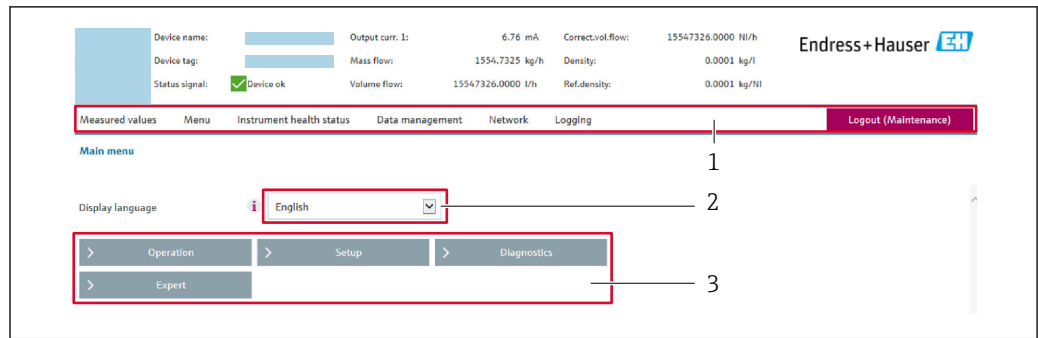 Device name: Output curr. 1: 6.76 mA Correct.vol.flow: 15547326.0000 Nl/h
Device tag: Mass flow: 1554.7325 kg/h Density: 0.0001 kg/l
Status signal: Device ok Volume flow: 15547326.0000 l/h Ref.density: 0.0001 kg/Nl
Endress+Hauser EH
Measured values Menu Instrument health status Data management Network Logging Logout (Maintenance)
1
Main menu
Display language i English 2
> Operation > Setup > Diagnostics
> Expert 3